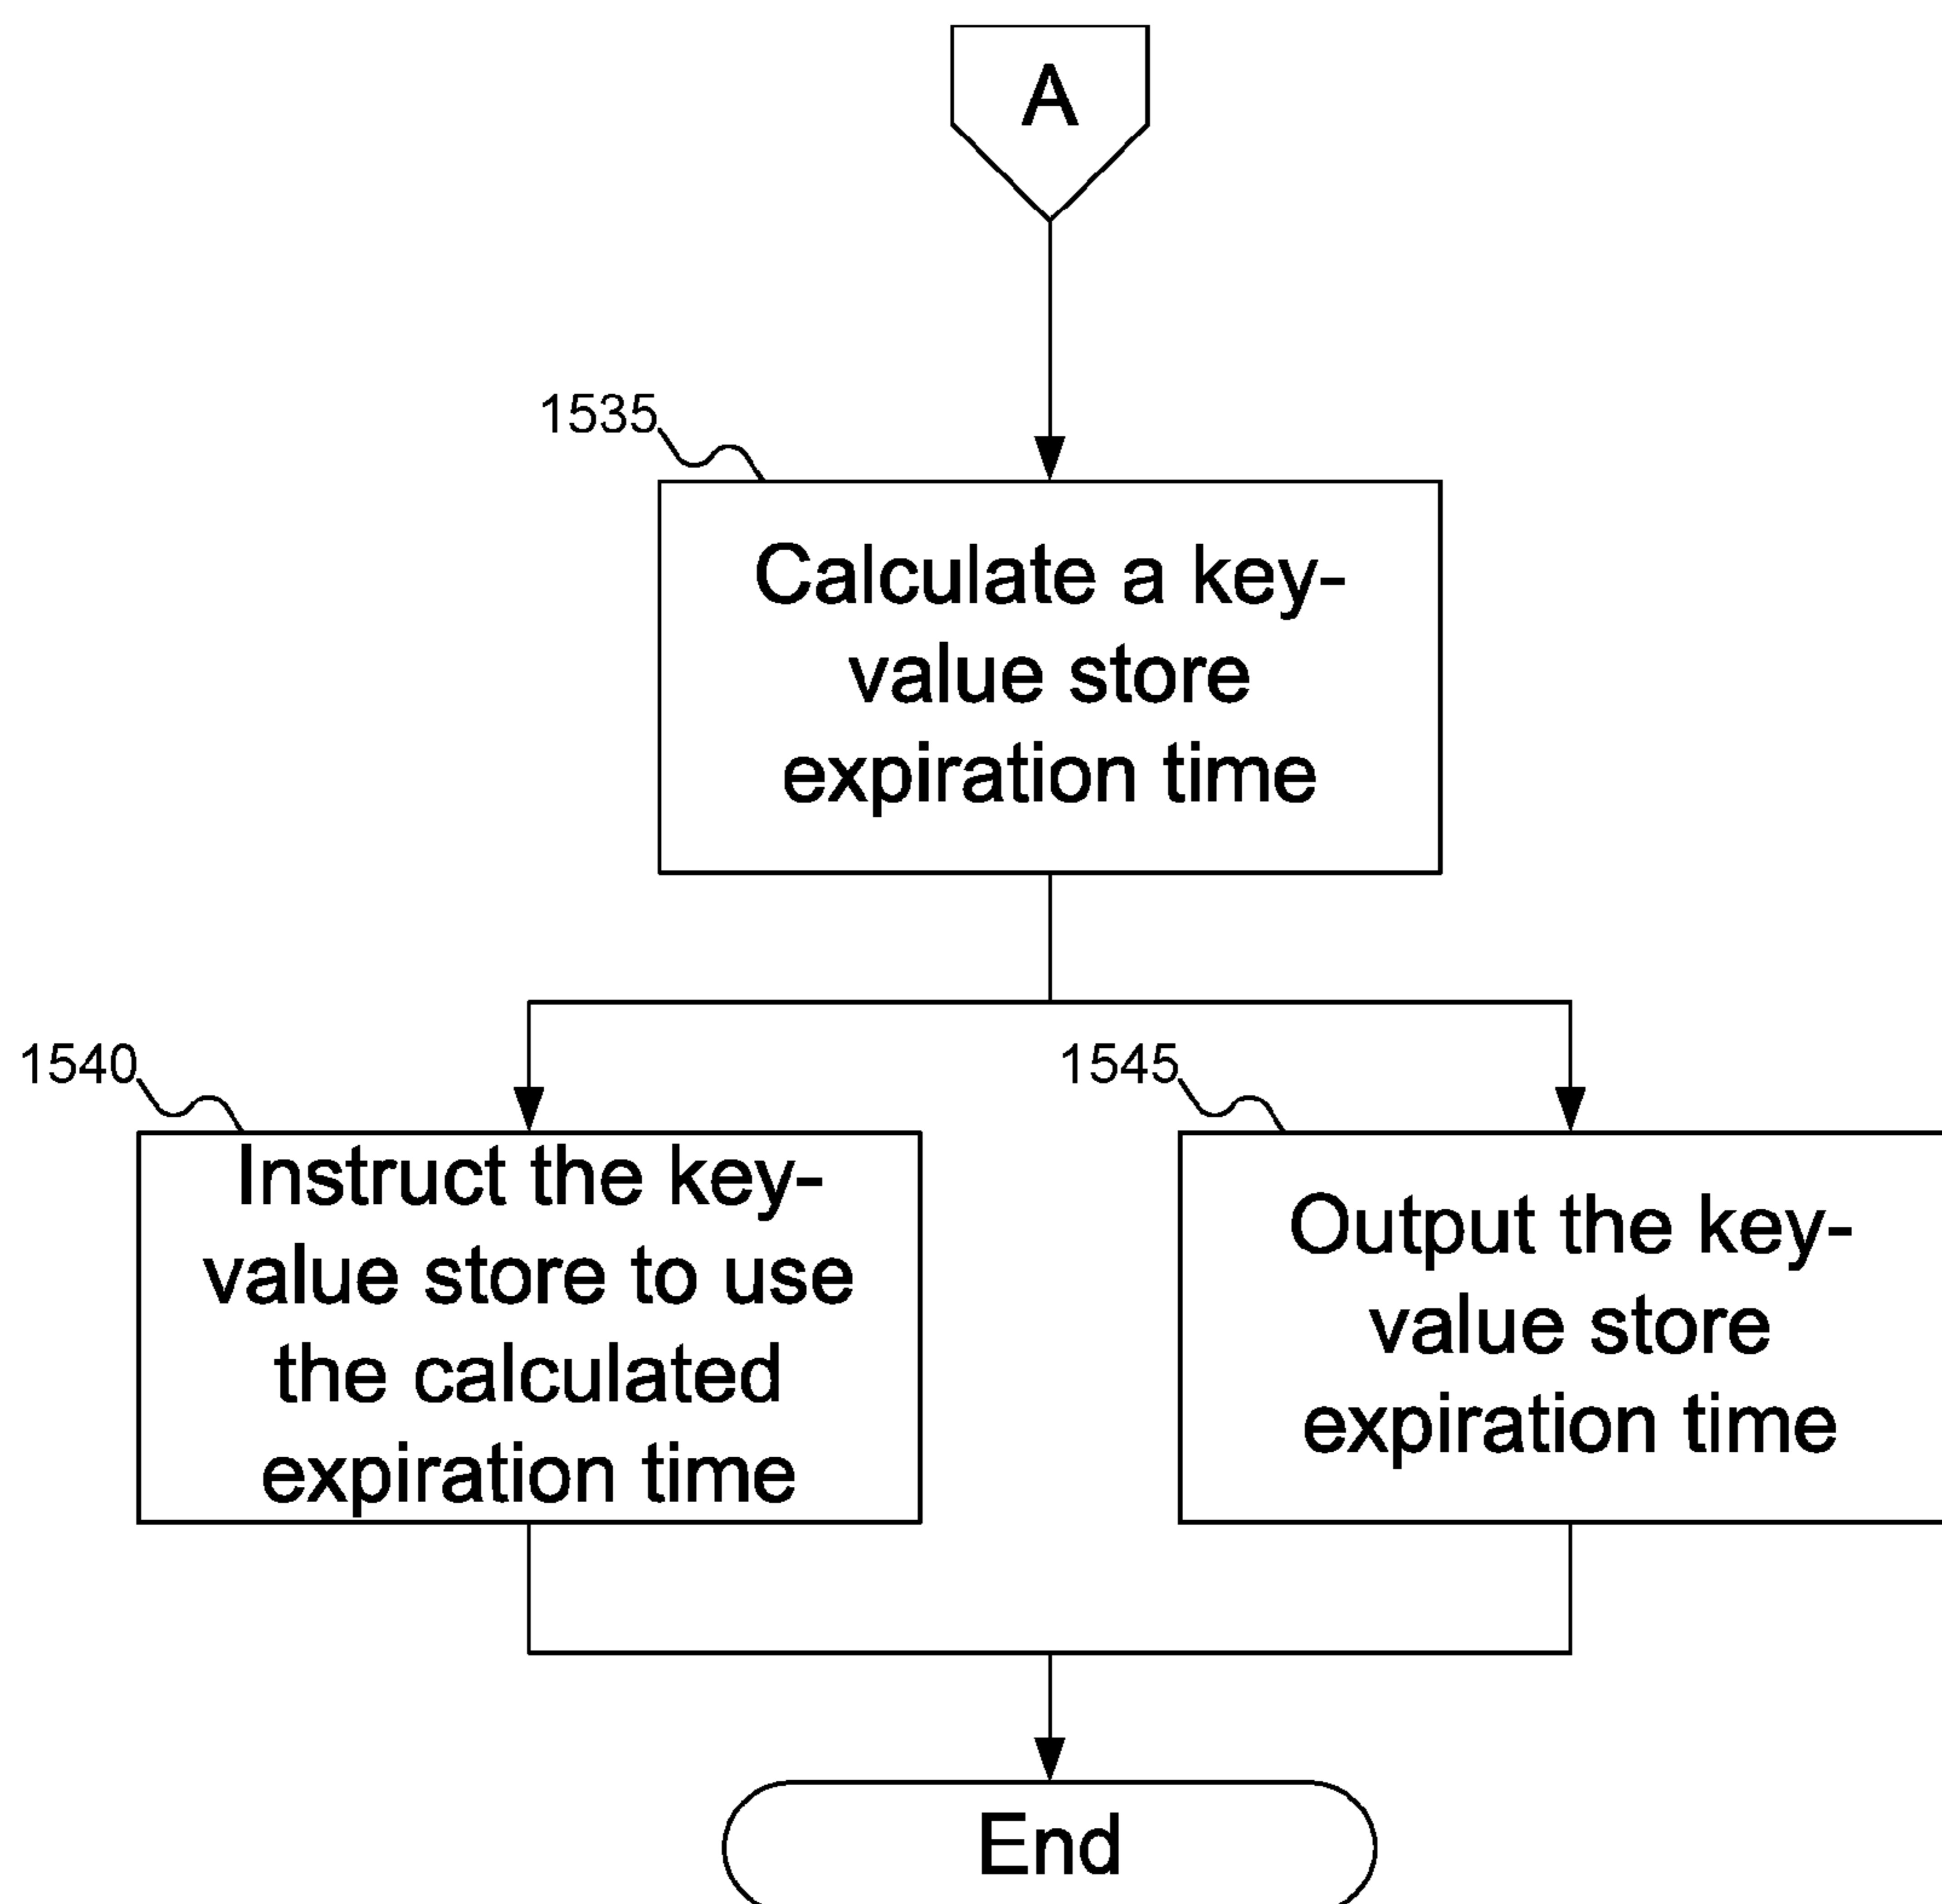 A
1535
Calculate a key-
value store
expiration time
1540
Instruct the key-
value store to use
the calculated
expiration time
1545
Output the key-
value store
expiration time
End